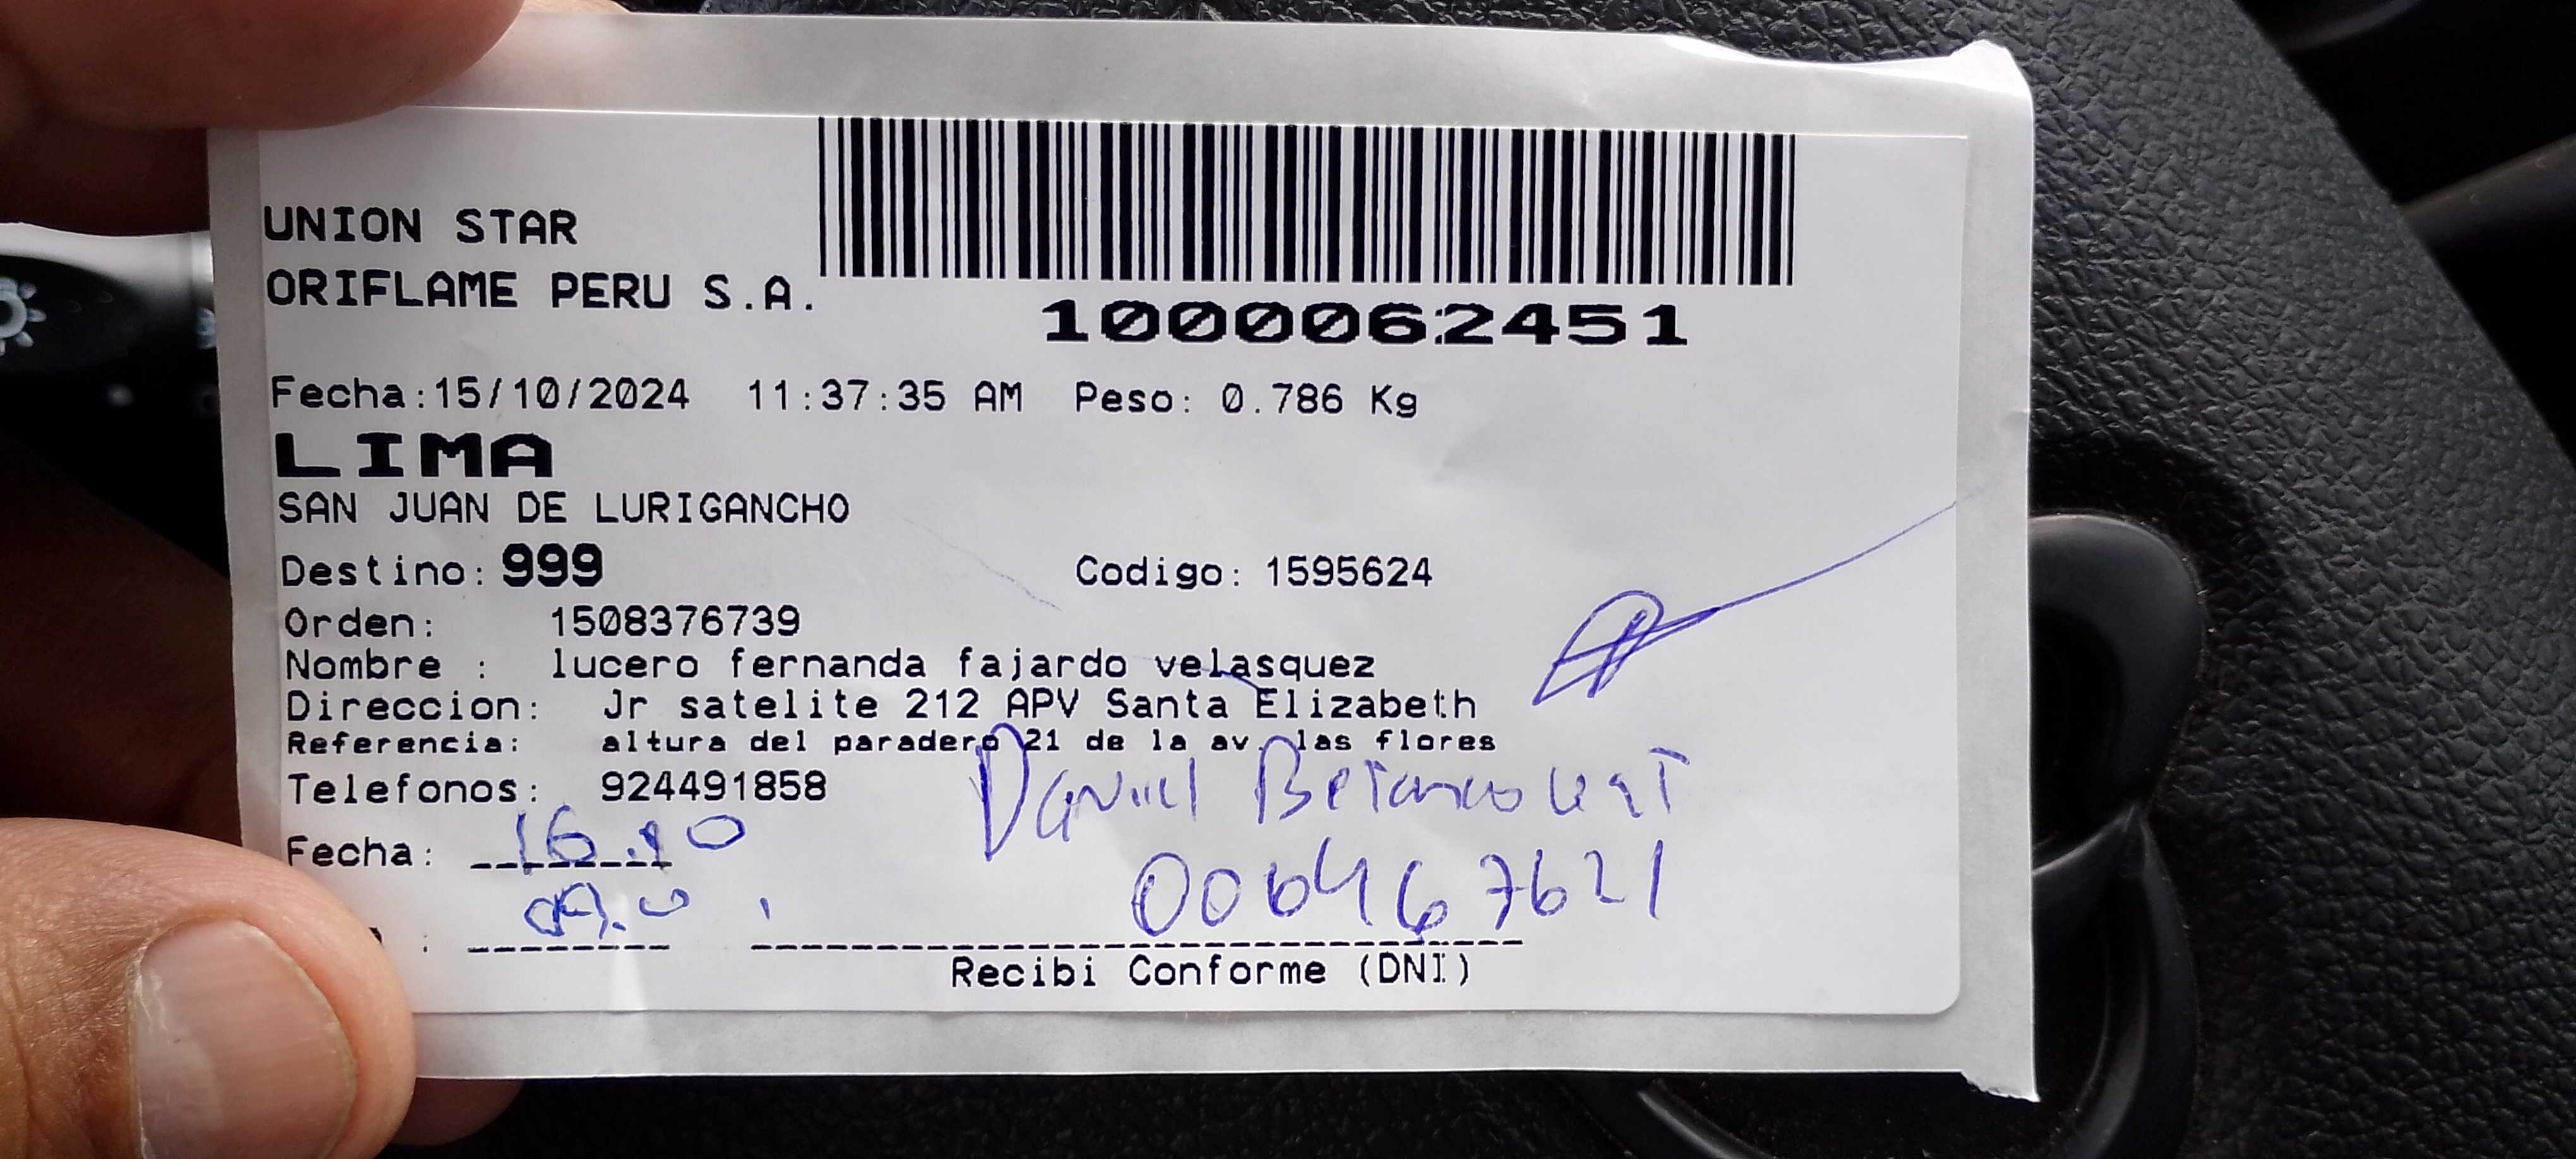 UNION STAR
ORIFLAME PERU S.A.
1000062451
Fecha:15/10/2024 11:37:35 AM Peso: 0.786 Kg
LIMA
SAN JUAN DE LURIGANCHO
Destino: 999 Codigo: 1595624
Orden: 1508376739
Nombre : lucero fernanda fajardo velasquez
Direccion: Jr satelite 212 APV Santa Elizabeth
Referencia: altura del paradero 21 de la av. las flores
Telefonos: 924491858
Daniel Betancourt
Fecha: 16.10
006467621
Recibi Conforme (DNI)